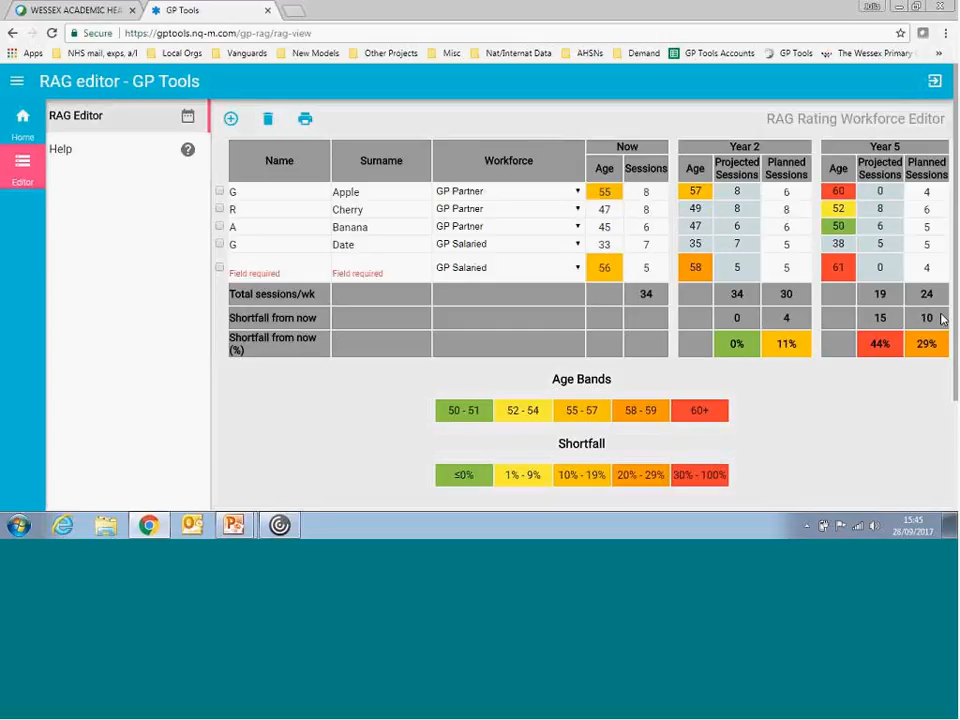 WESSEX ACADEMIC HEA
GP Tools
Secure https://gptools.nq-m.com/gp-rag/rag-view
Apps NHS mail, exps, a/l Local Orgs Vanguards New Models Other Projects Misc Nat/Internat Data AHSNs Demand GP Tools Accounts GP Tools The Wessex Primary
RAG editor - GP Tools
Home
Editor
RAG Editor
Help
RAG Rating Workforce Editor
Now Year 2 Year 5
Name Surname Workforce Age Sessions Age Projected Sessions Planned Sessions Age Projected Sessions Planned Sessions
G Apple GP Partner 55 8 57 8 6 60 0 4
R Cherry GP Partner 47 8 49 8 8 52 8 6
A Banana GP Partner 45 6 47 6 6 50 6 5
G Date GP Salaried 33 7 35 7 5 38 5 5
Field required Field required GP Salaried 56 5 58 5 5 61 0 4
Total sessions/wk 34 34 30 19 24
Shortfall from now 0 4 15 10
Shortfall from now (%) 0% 11% 44% 29%
Age Bands
50 - 51 52 - 54 55 - 57 58 - 59 60+
Shortfall
≤0% 1% - 9% 10% - 19% 20% - 29% 30% - 100%
15:45
28/09/2017